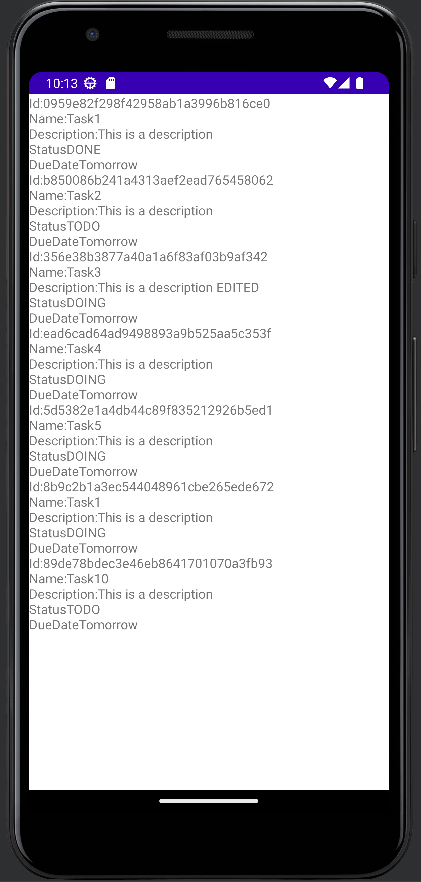 10:13
Id:0959e82f298f42958ab1a3996b816ce0
Name:Task1
Description:This is a description
StatusDONE
DueDateTomorrow
Id:b850086b241a4313aef2ead765458062
Name:Task2
Description:This is a description
StatusTODO
DueDateTomorrow
Id:356e38b3877a40a1a6f83af03b9af342
Name:Task3
Description:This is a description EDITED
StatusDOING
DueDateTomorrow
Id:ead6cad64ad9498893a9b525aa5c353f
Name:Task4
Description:This is a description
StatusDOING
DueDateTomorrow
Id:5d5382e1a4db44c89f835212926b5ed1
Name:Task5
Description:This is a description
StatusDOING
DueDateTomorrow
Id:8b9c2b1a3ec544048961cbe265ede672
Name:Task1
Description:This is a description
StatusDOING
DueDateTomorrow
Id:89de78bdec3e46eb8641701070a3fb93
Name:Task10
Description:This is a description
StatusTODO
DueDateTomorrow